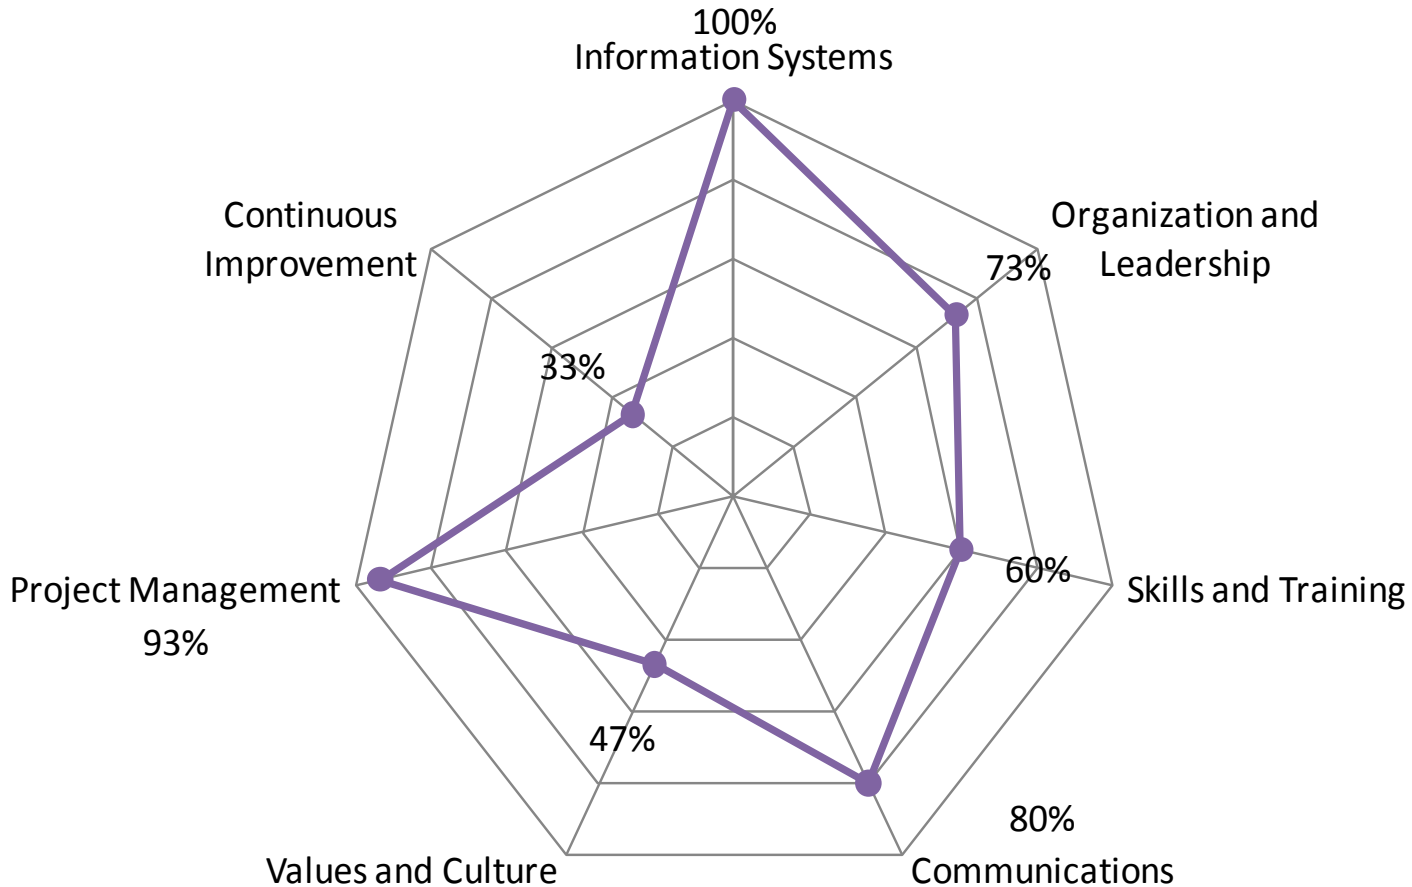 100%
Information Systems
Continuous
Improvement
Organization and
Leadership
73%
33%
60%
Project Management
93%
Skills and Training
47%
80%
Values and Culture
Communications